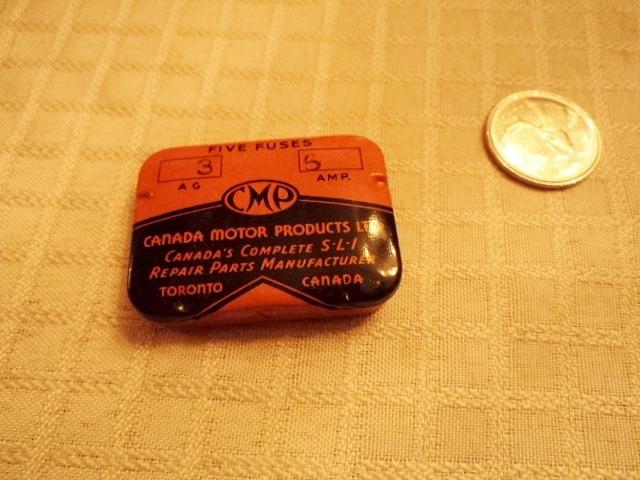 FIVE FUSES
3 5
AG AMP.
CMP
CANADA MOTOR PRODUCTS
CANADA'S COMPLETE S-L-I
REPAIR PARTS MANUFACTURER
TORONTO CANADA